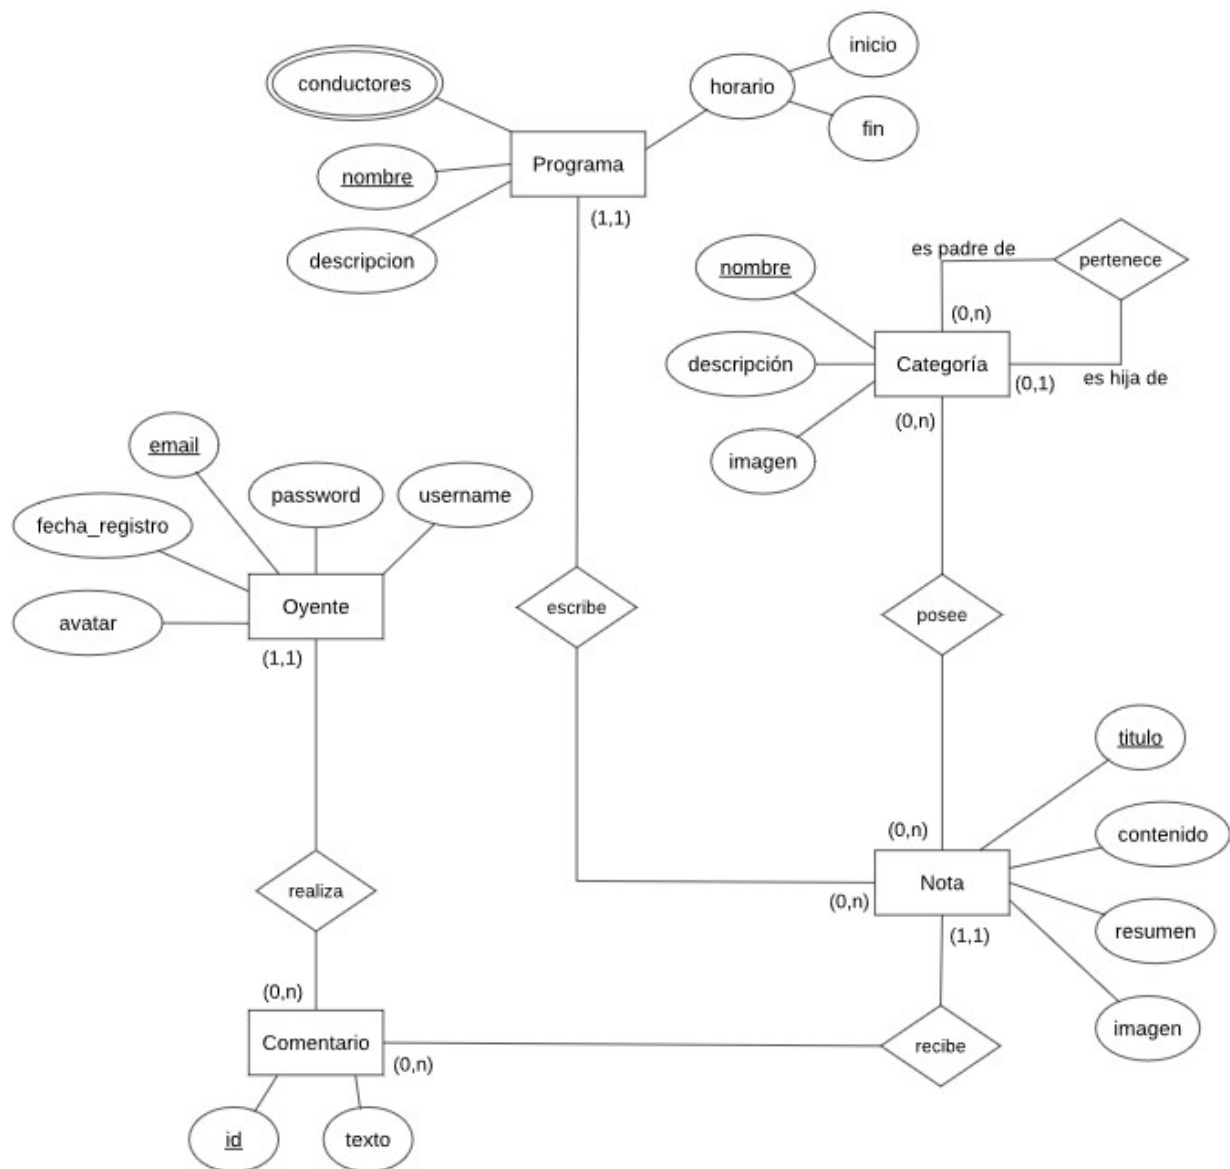 inicio
conductores
horario
fin
Programa
nombre
(1,1)
descripcion
es padre de
nombre
pertenece
(0,n)
descripción
Categoría
(0,1)
es hija de
(0,n)
email
imagen
password
username
fecha_registro
Oyente
escribe
posee
avatar
(1,1)
titulo
(0,n)
contenido
realiza
Nota
(0,n)
resumen
(1,1)
(0,n)
imagen
Comentario
recibe
(0,n)
id
texto